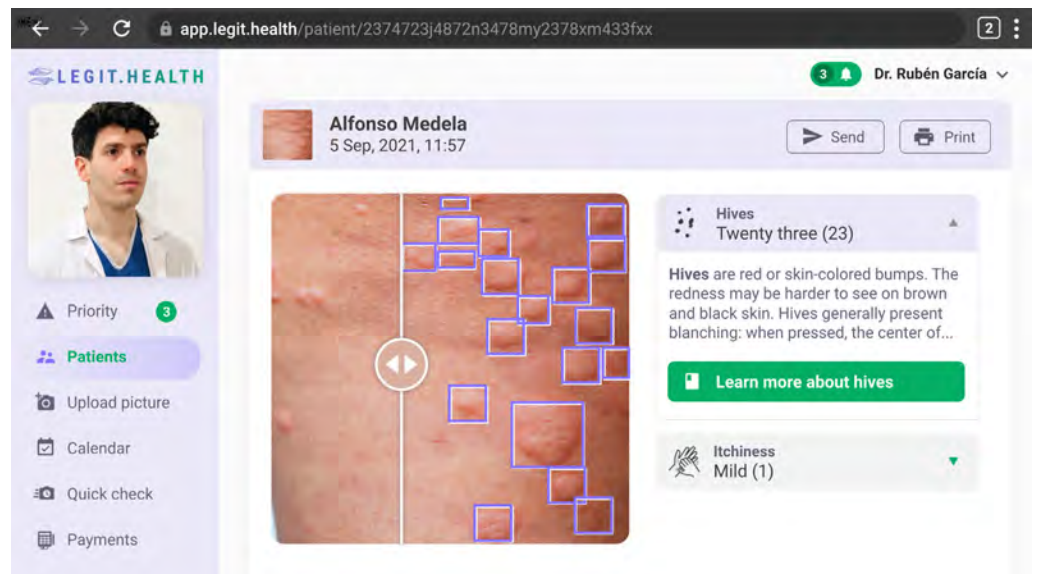 app.legit.health/patient/2374723j4872n3478my2378xm433fxx
2
LEGIT.HEALTH
3
Dr. Rubén García
Alfonso Medela
5 Sep, 2021, 11:57
Send
Print
Priority
3
Patients
Upload picture
Calendar
Quick check
Payments
Hives
Twenty three (23)
Hives are red or skin-colored bumps. The
redness may be harder to see on brown
and black skin. Hives generally present
blanching: when pressed, the center of...
Learn more about hives
Itchiness
Mild (1)